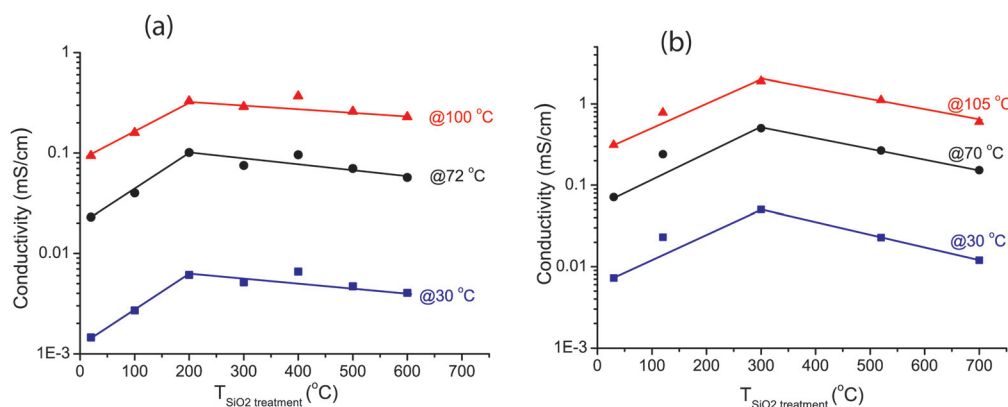 (a)
Conductivity (mS/cm)
1
0.1
0.01
1E-3
@100 °C
@72 °C
@30 °C
0 100 200 300 400 500 600 700
T SiO2 treatment (°C)
(b)
Conductivity (mS/cm)
1
0.1
0.01
1E-3
@105 °C
@70 °C
@30 °C
0 100 200 300 400 500 600 700
T SiO2 treatment (°C)